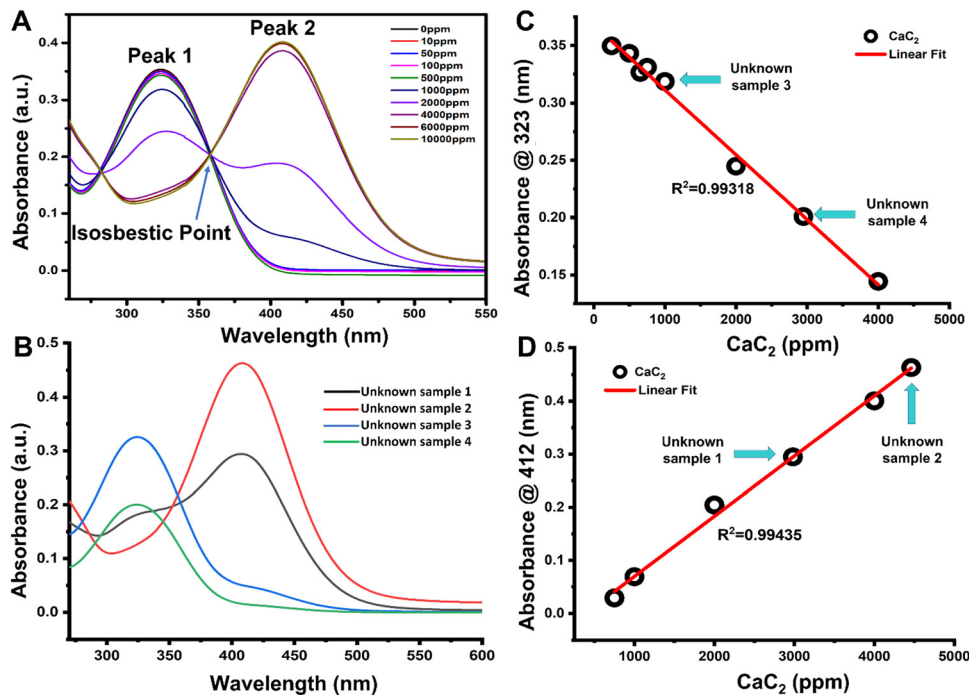 A
Peak 1
Peak 2
0ppm
10ppm
50ppm
100ppm
500ppm
1000ppm
2000ppm
4000ppm
6000ppm
10000ppm
Isosbestic Point
Absorbance (a.u.)
0.4
0.3
0.2
0.1
0.0
300 350 400 450 500 550
Wavelength (nm)
B
Unknown sample 1
Unknown sample 2
Unknown sample 3
Unknown sample 4
Absorbance (a.u.)
0.5
0.4
0.3
0.2
0.1
0.0
300 350 400 450 500 550 600
Wavelength (nm)
C
CaC₂
Linear Fit
Unknown
sample 3
R²=0.99318
Unknown
sample 4
Absorbance @ 323 (nm)
0.35
0.30
0.25
0.20
0.15
0 1000 2000 3000 4000 5000
CaC₂ (ppm)
D
CaC₂
Linear Fit
Unknown
sample 1
Unknown
sample 2
R²=0.99435
Absorbance @ 412 (nm)
0.5
0.4
0.3
0.2
0.1
0.0
1000 2000 3000 4000 5000
CaC₂ (ppm)